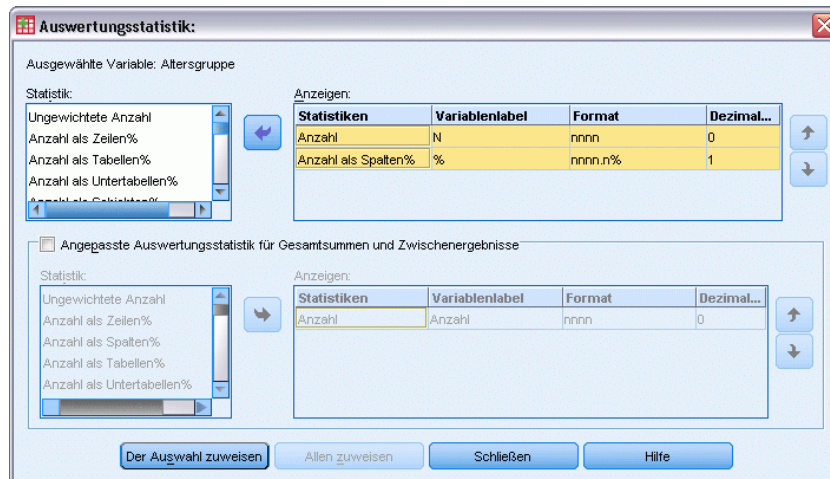 Auswertungsstatistik:
Ausgewählte Variable: Altersgruppe
Statistik:
Ungewichtete Anzahl
Anzahl als Zeilen%
Anzahl als Tabellen%
Anzahl als Untertabellen%
Anzahl als Schichten%
Anzeigen:
Statistiken Variablenlabel Format Dezimal...
Anzahl N nnnn 0
Anzahl als Spalten% % nnnn.n% 1
Angepasste Auswertungsstatistik für Gesamtsummen und Zwischenergebnisse
Statistik:
Ungewichtete Anzahl
Anzahl als Zeilen%
Anzahl als Spalten%
Anzahl als Tabellen%
Anzahl als Untertabellen%
Anzeigen:
Statistiken Variablenlabel Format Dezimal...
Anzahl Anzahl nnnn 0
Der Auswahl zuweisen Allen zuweisen Schließen Hilfe